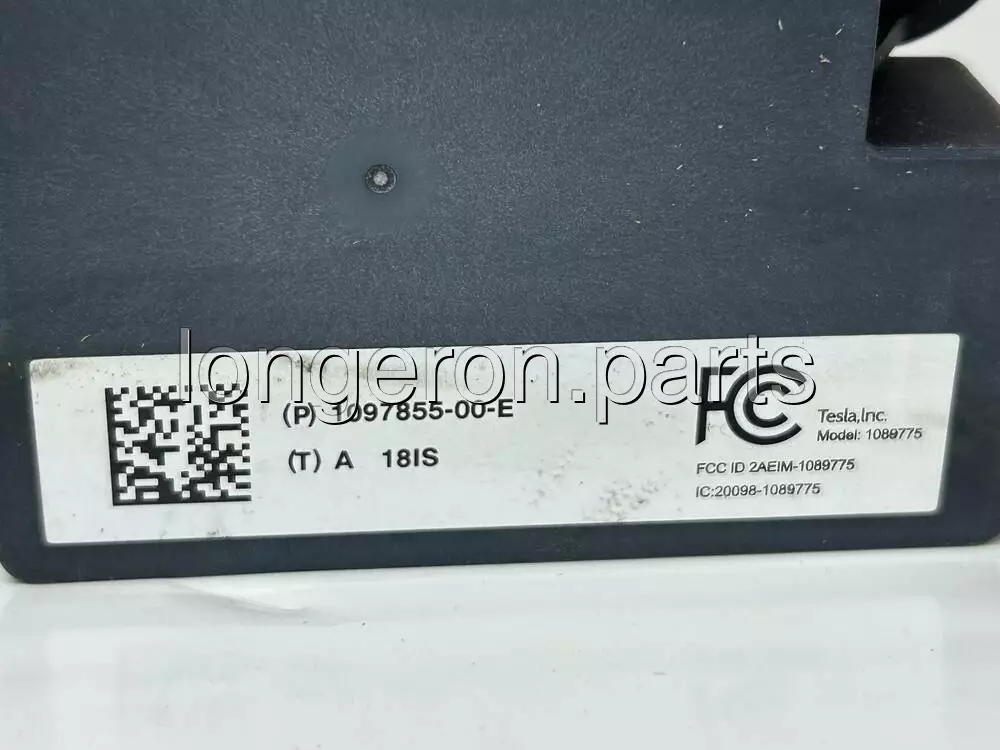 longeron.parts
(P) 1097855-00-E
(T) A 18IS
FC
Tesla,Inc.
Model: 1089775
FCC ID 2AEIM-1089775
IC:20098-1089775